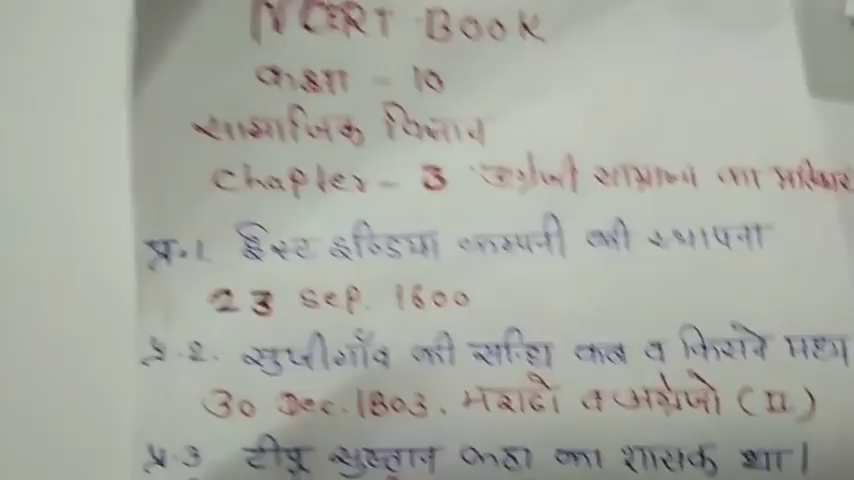 NCERT BOOK
कक्षा - 10
सामाजिक विज्ञान
Chapter - 3 अंग्रेजी साम्राज्य का प्रतिकार
प्र.1. ईस्ट इण्डिया कम्पनी की स्थापना
23 Sep. 1600
प्र.2. सुर्जीगाँव की सन्धि कब व किसके मध्य
30 Dec. 1803. मराठो व अंग्रेजो (II)
प्र.3 टीपू सुल्तान कहा का शासक था।